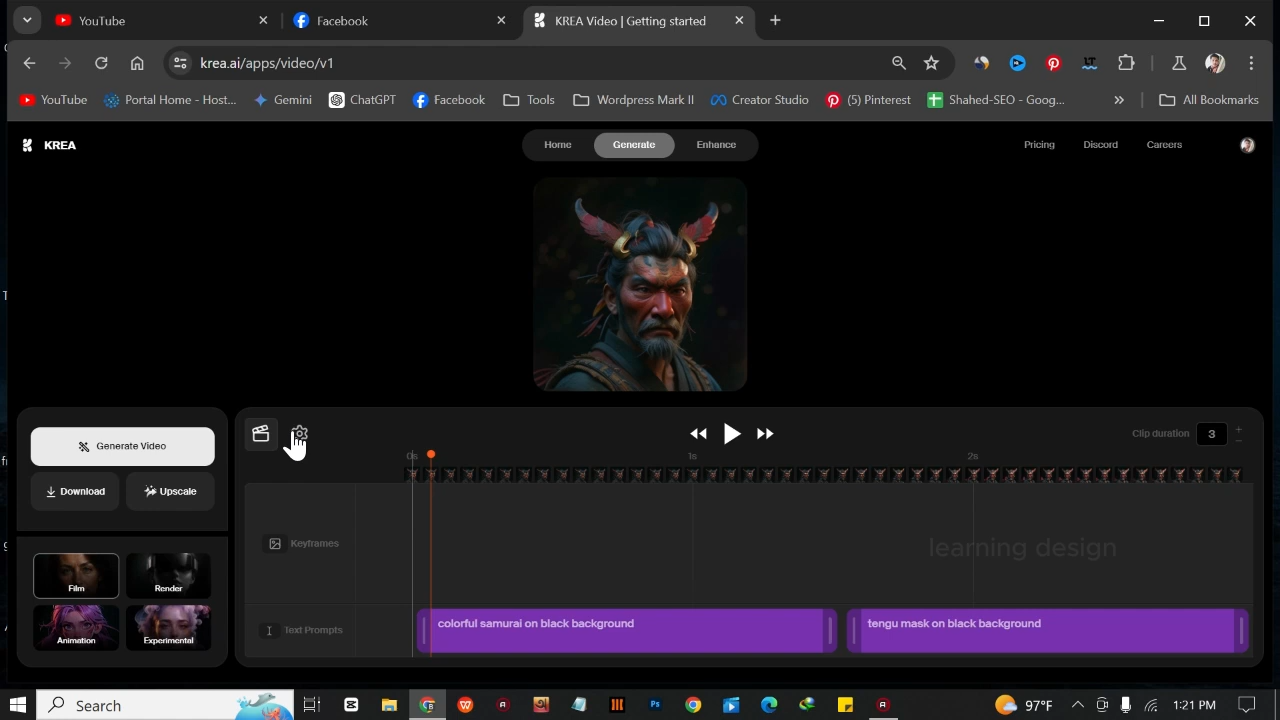 YouTube
Facebook
KREA Video | Getting started
krea.ai/apps/video/v1
YouTube
Portal Home - Host...
Gemini
ChatGPT
Facebook
Tools
Wordpress Mark II
Creator Studio
(5) Pinterest
Shahed-SEO - Goog...
All Bookmarks
KREA
Home
Generate
Enhance
Pricing
Discord
Careers
Generate Video
Download
Upscale
Film
Render
Animation
Experimental
Clip duration
3
0s
1s
2s
Keyframes
learning design
Text Prompts
colorful samurai on black background
tengu mask on black background
Search
97°F
1:21 PM